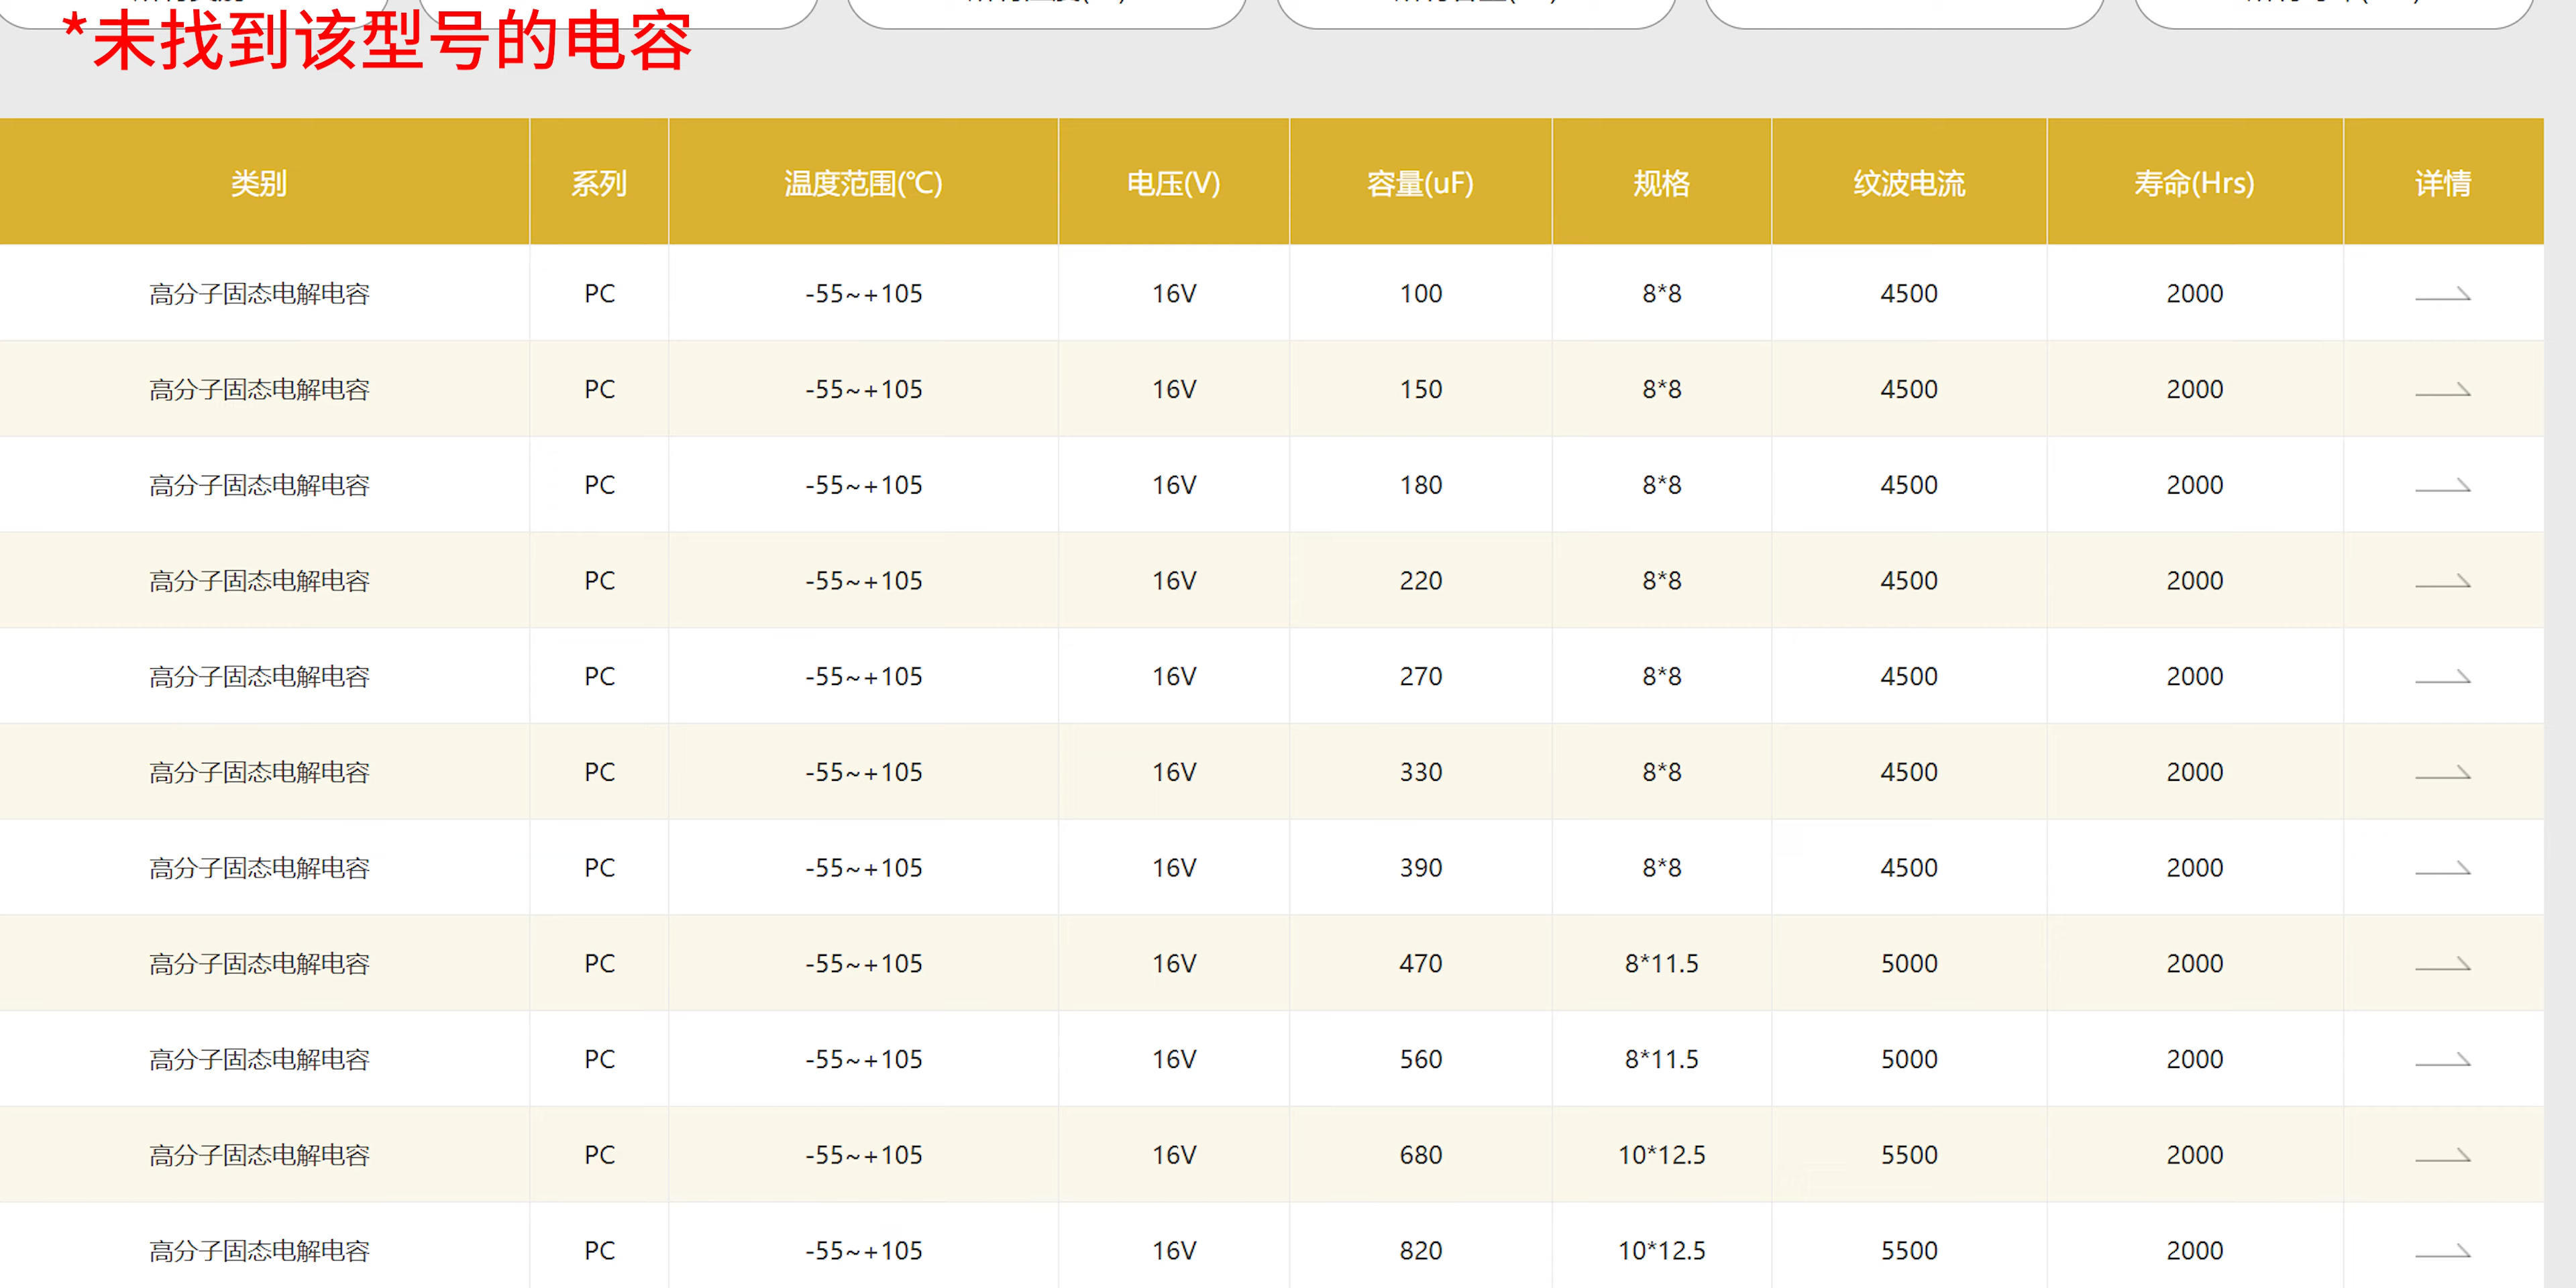 *未找到该型号的电容
类别 系列 温度范围(℃) 电压(V) 容量(uF) 规格 纹波电流 寿命(Hrs) 详情
高分子固态电解电容 PC -55~+105 16V 100 8*8 4500 2000
高分子固态电解电容 PC -55~+105 16V 150 8*8 4500 2000
高分子固态电解电容 PC -55~+105 16V 180 8*8 4500 2000
高分子固态电解电容 PC -55~+105 16V 220 8*8 4500 2000
高分子固态电解电容 PC -55~+105 16V 270 8*8 4500 2000
高分子固态电解电容 PC -55~+105 16V 330 8*8 4500 2000
高分子固态电解电容 PC -55~+105 16V 390 8*8 4500 2000
高分子固态电解电容 PC -55~+105 16V 470 8*11.5 5000 2000
高分子固态电解电容 PC -55~+105 16V 560 8*11.5 5000 2000
高分子固态电解电容 PC -55~+105 16V 680 10*12.5 5500 2000
高分子固态电解电容 PC -55~+105 16V 820 10*12.5 5500 2000